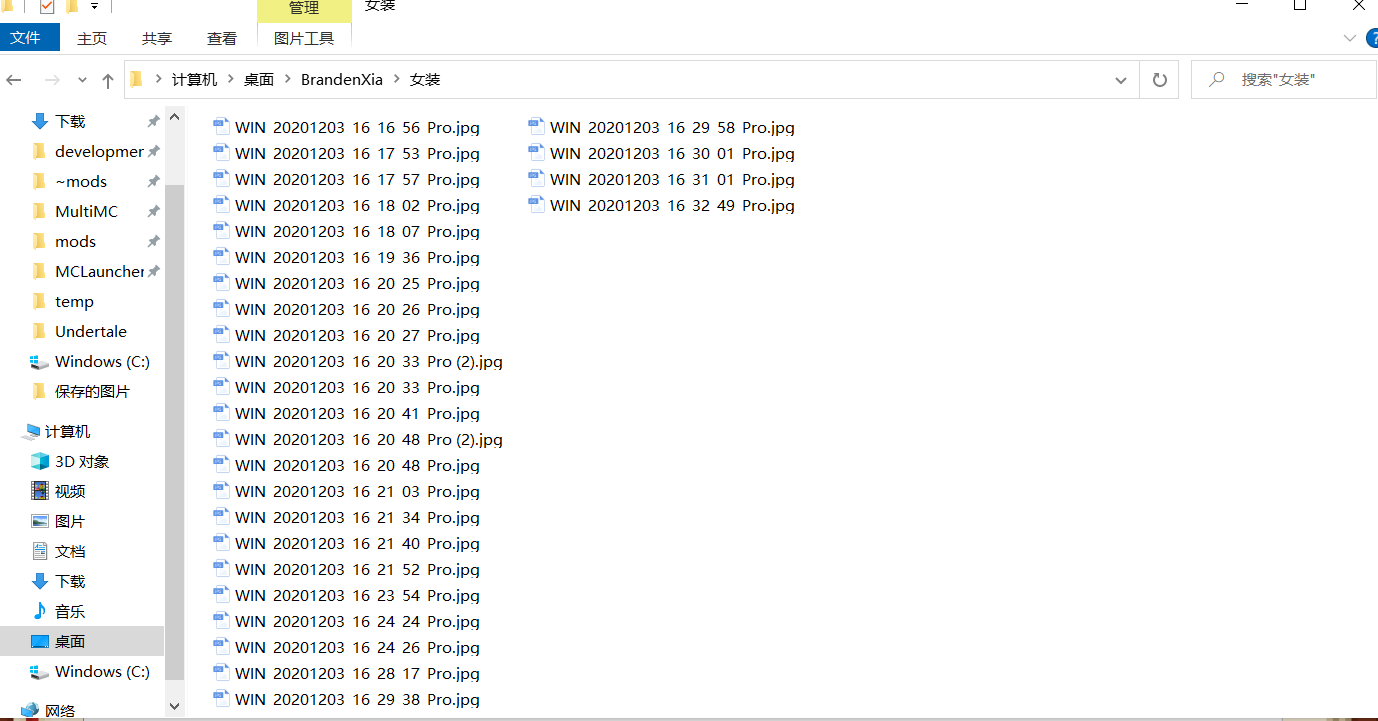 管理
女装
文件
主页
共享
查看
图片工具
计算机
桌面
BrandenXia
女装
搜索"女装"
下载
developmer
~mods
MultiMC
mods
MCLauncher
temp
Undertale
Windows (C:)
保存的图片
计算机
3D 对象
视频
图片
文档
下载
音乐
桌面
Windows (C:)
网络
WIN 20201203 16 16 56 Pro.jpg
WIN 20201203 16 17 53 Pro.jpg
WIN 20201203 16 17 57 Pro.jpg
WIN 20201203 16 18 02 Pro.jpg
WIN 20201203 16 18 07 Pro.jpg
WIN 20201203 16 19 36 Pro.jpg
WIN 20201203 16 20 25 Pro.jpg
WIN 20201203 16 20 26 Pro.jpg
WIN 20201203 16 20 27 Pro.jpg
WIN 20201203 16 20 33 Pro (2).jpg
WIN 20201203 16 20 33 Pro.jpg
WIN 20201203 16 20 41 Pro.jpg
WIN 20201203 16 20 48 Pro (2).jpg
WIN 20201203 16 20 48 Pro.jpg
WIN 20201203 16 21 03 Pro.jpg
WIN 20201203 16 21 34 Pro.jpg
WIN 20201203 16 21 40 Pro.jpg
WIN 20201203 16 21 52 Pro.jpg
WIN 20201203 16 23 54 Pro.jpg
WIN 20201203 16 24 24 Pro.jpg
WIN 20201203 16 24 26 Pro.jpg
WIN 20201203 16 28 17 Pro.jpg
WIN 20201203 16 29 38 Pro.jpg
WIN 20201203 16 29 58 Pro.jpg
WIN 20201203 16 30 01 Pro.jpg
WIN 20201203 16 31 01 Pro.jpg
WIN 20201203 16 32 49 Pro.jpg